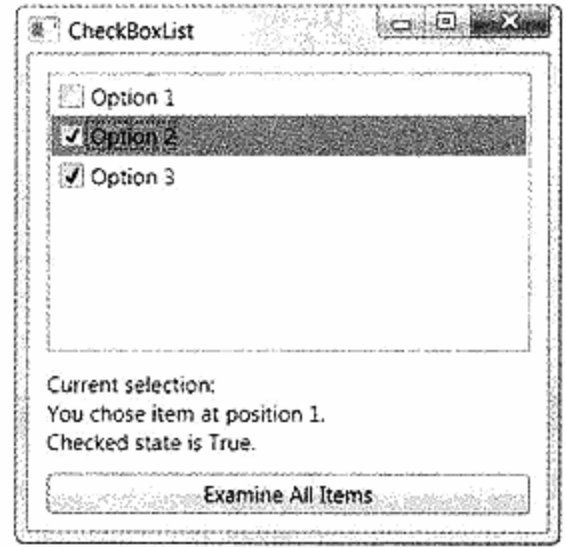 CheckBoxList
Option 1
Option 2
Option 3
Current selection:
You chose item at position 1.
Checked state is True.
Examine All Items